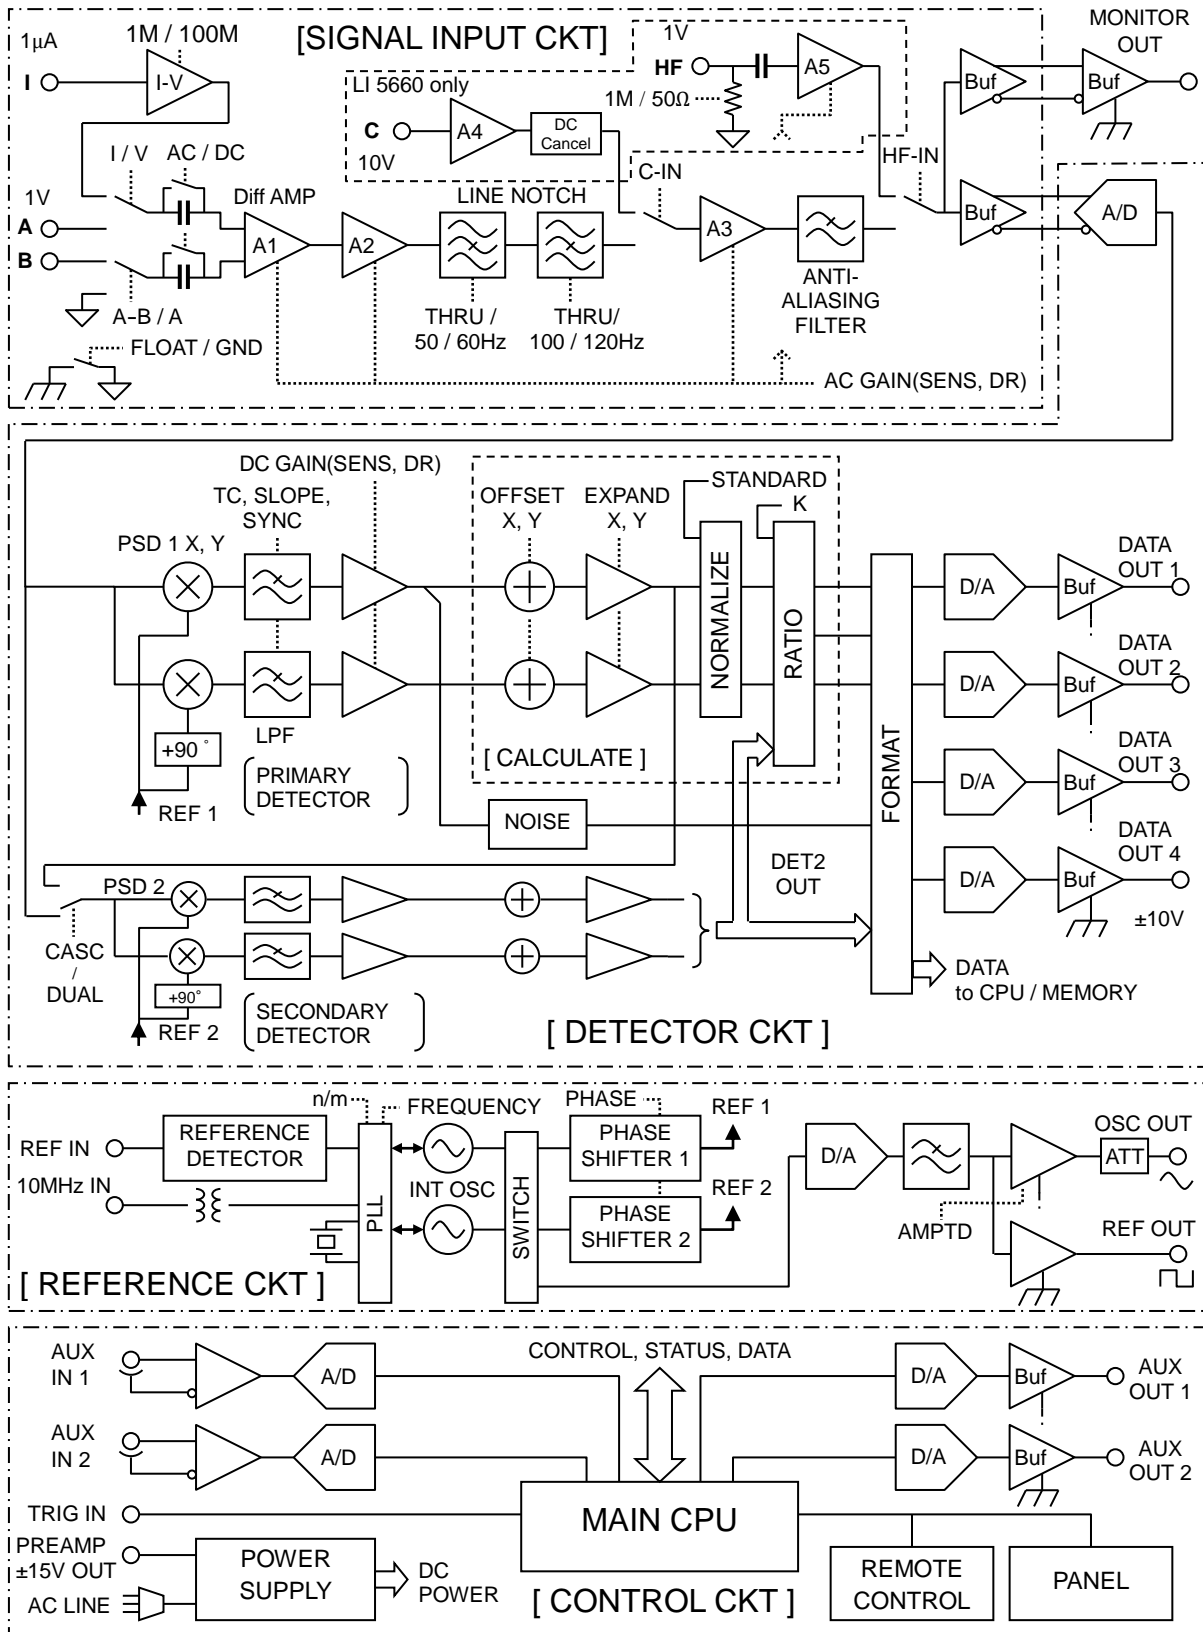 MONITOR
OUT
1μA
1M / 100M
[SIGNAL INPUT CKT]
1V
I
I-V
HF
A5
LI 5660 only
1M / 50Ω
Buf
Buf
C
A4
DC
Cancel
10V
I / V
AC / DC
C-IN
HF-IN
1V
Diff AMP
LINE NOTCH
A
B
A1
A2
A3
Buf
A/D
A-B / A
THRU /
50 / 60Hz
THRU/
100 / 120Hz
ANTI-
ALIASING
FILTER
FLOAT / GND
AC GAIN(SENS, DR)
DC GAIN(SENS, DR)
TC, SLOPE,
SYNC
OFFSET
X, Y
EXPAND
X, Y
STANDARD
K
PSD 1 X, Y
NORMALIZE
RATIO
FORMAT
D/A
Buf
DATA
OUT 1
D/A
Buf
DATA
OUT 2
+90 °
LPF
[ CALCULATE ]
PRIMARY
DETECTOR
REF 1
NOISE
D/A
Buf
DATA
OUT 3
D/A
Buf
DATA
OUT 4
±10V
PSD 2
DET2
OUT
CASC
/
DUAL
+90°
REF 2
SECONDARY
DETECTOR
[ DETECTOR CKT ]
DATA
to CPU / MEMORY
n/m
FREQUENCY
PHASE
REF 1
REF IN
REFERENCE
DETECTOR
PHASE
SHIFTER 1
D/A
OSC OUT
ATT
10MHz IN
PLL
INT OSC
SWITCH
REF 2
PHASE
SHIFTER 2
AMPTD
REF OUT
[ REFERENCE CKT ]
AUX
IN 1
A/D
CONTROL, STATUS, DATA
D/A
Buf
AUX
OUT 1
AUX
IN 2
A/D
D/A
Buf
AUX
OUT 2
TRIG IN
MAIN CPU
PREAMP
±15V OUT
POWER
SUPPLY
DC
POWER
AC LINE
[ CONTROL CKT ]
REMOTE
CONTROL
PANEL